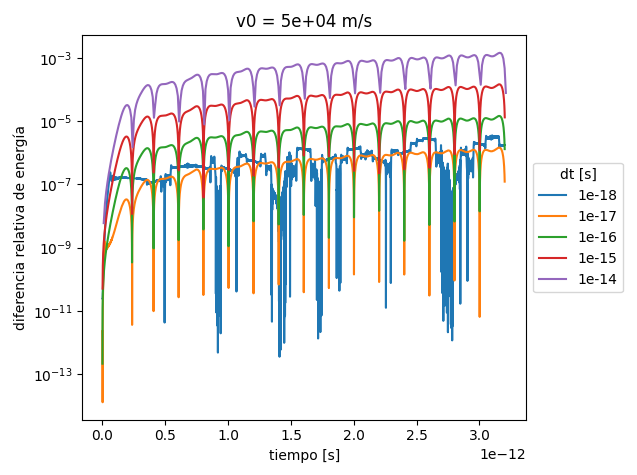 v0 = 5e+04 m/s
diferencia relativa de energía
10⁻³
10⁻⁵
10⁻⁷
10⁻⁹
10⁻¹¹
10⁻¹³
0.0 0.5 1.0 1.5 2.0 2.5 3.0
1e−12
tiempo [s]
dt [s]
1e-18
1e-17
1e-16
1e-15
1e-14